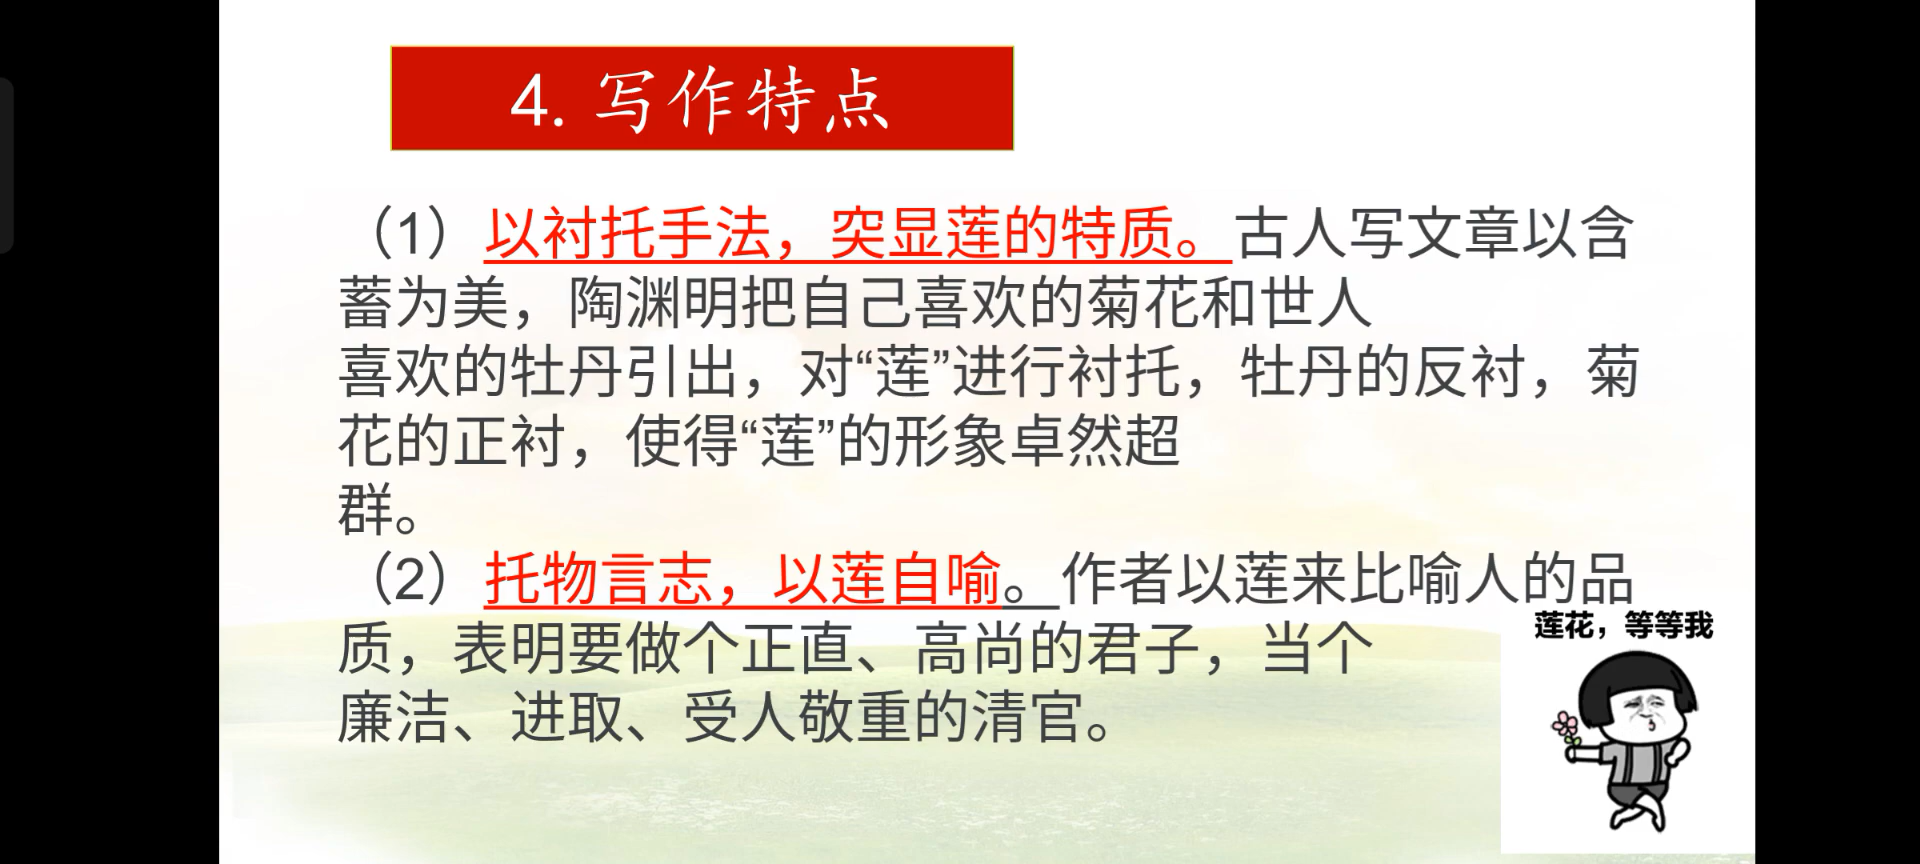 4. 写作特点
（1）以衬托手法，突显莲的特质。古人写文章以含
蓄为美，陶渊明把自己喜欢的菊花和世人
喜欢的牡丹引出，对“莲”进行衬托，牡丹的反衬，菊
花的正衬，使得“莲”的形象卓然超
群。
（2）托物言志，以莲自喻。作者以莲来比喻人的品
质，表明要做个正直、高尚的君子，当个
廉洁、进取、受人敬重的清官。
莲花，等等我